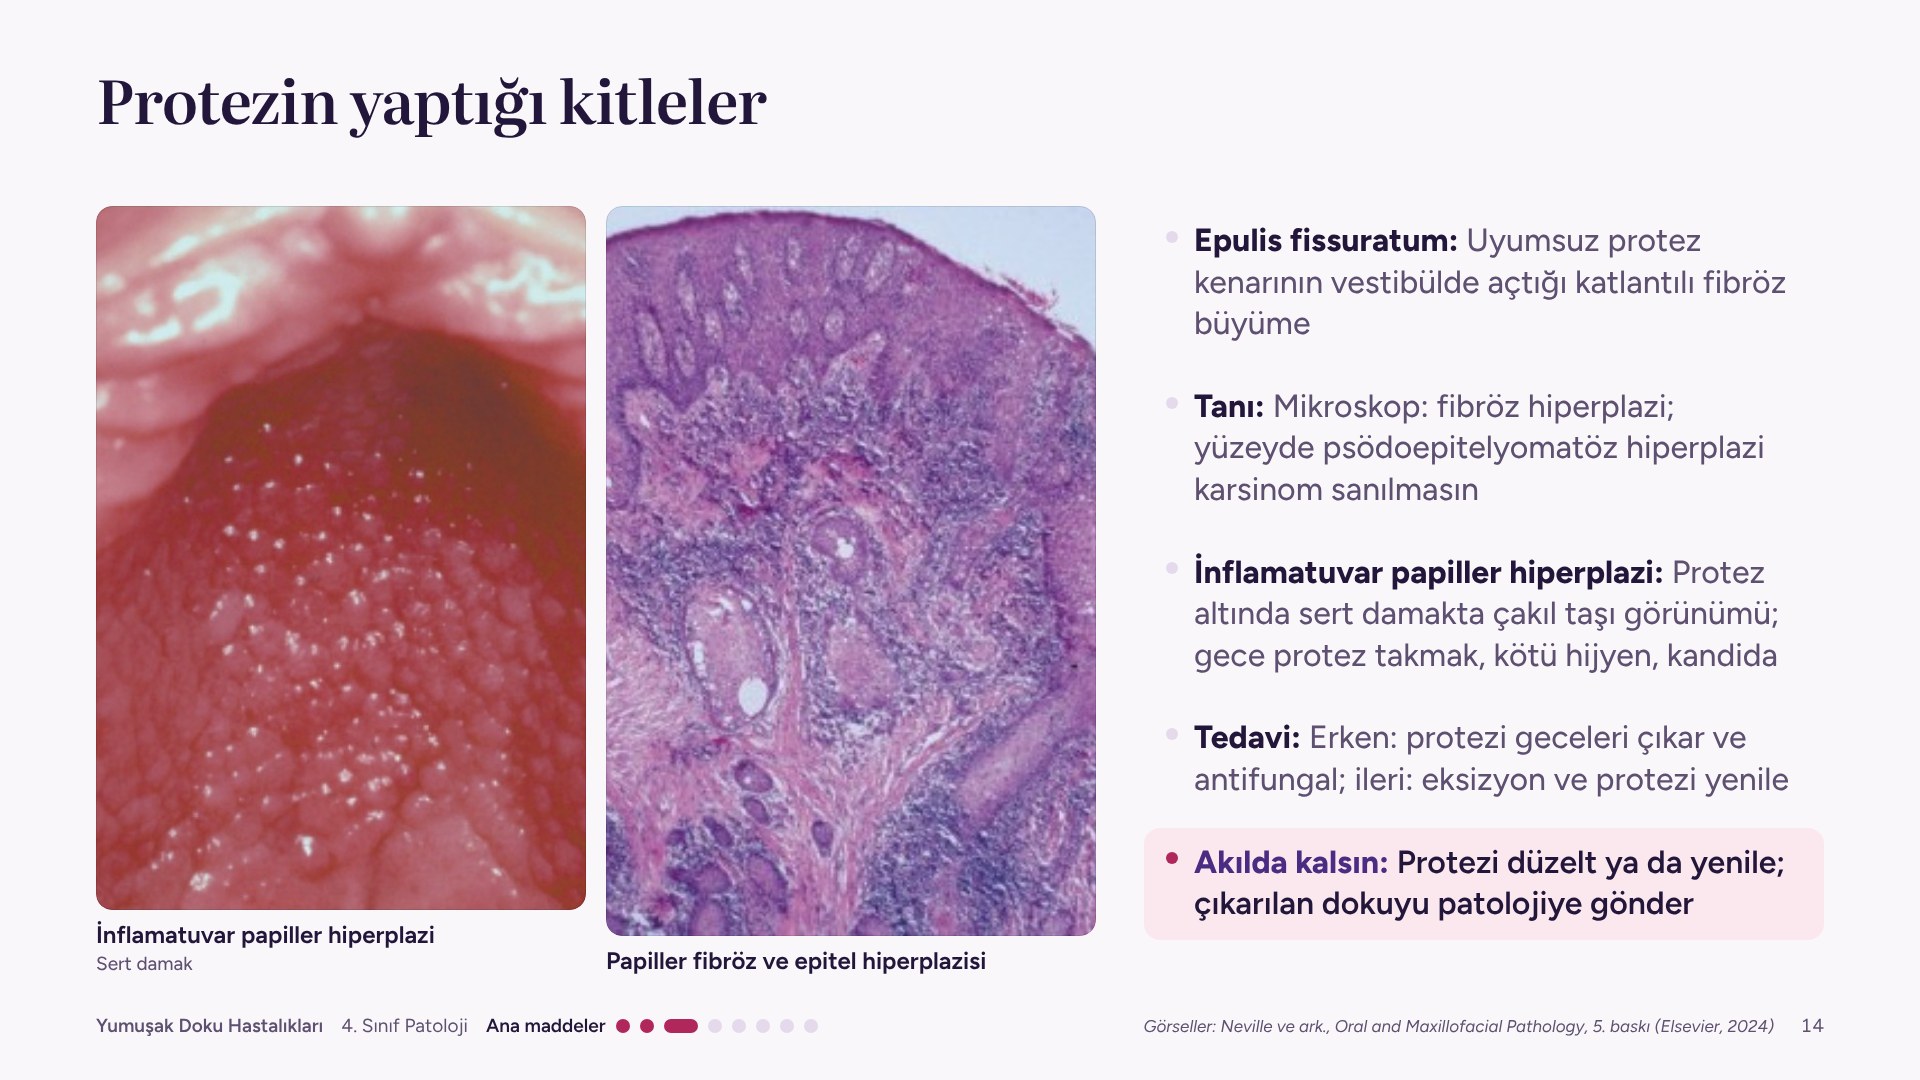 Protezin yaptığı kitleler
İnflamatuvar papiller hiperplazi
Sert damak
Papiller fibröz ve epitel hiperplazisi
Epulis fissuratum: Uyumsuz protez
kenarının vestibülde açtığı katlantılı fibröz
büyüme
Tanı: Mikroskop: fibröz hiperplazi;
yüzeyde psödoepitelyomatöz hiperplazi
karsinom sanılmasın
İnflamatuvar papiller hiperplazi: Protez
altında sert damakta çakıl taşı görünümü;
gece protez takmak, kötü hijyen, kandida
Tedavi: Erken: protezi geceleri çıkar ve
antifungal; ileri: eksizyon ve protezi yenile
Akılda kalsın: Protezi düzelt ya da yenile;
çıkarılan dokuyu patolojiye gönder
Yumuşak Doku Hastalıkları 4. Sınıf Patoloji Ana maddeler
Görseller: Neville ve ark., Oral and Maxillofacial Pathology, 5. baskı (Elsevier, 2024) 14